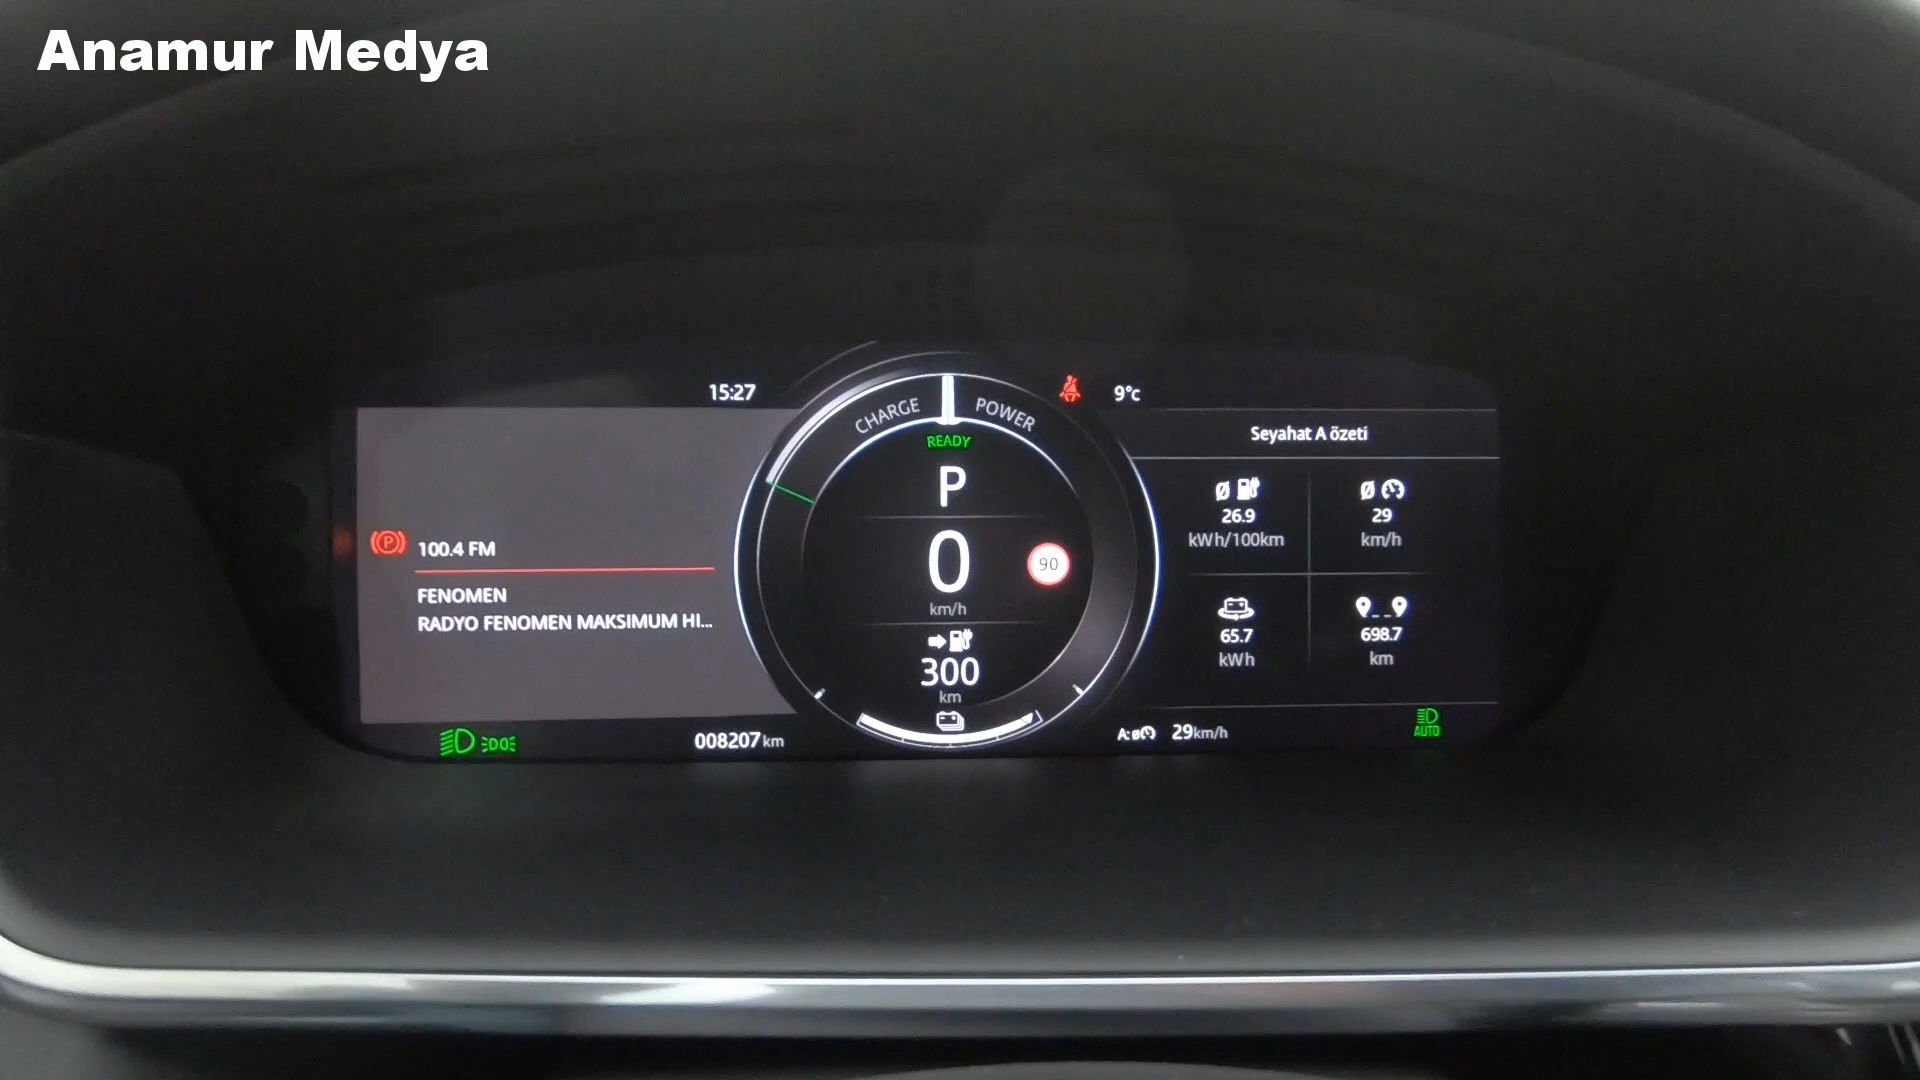 Anamur Medya
15:27
9°c
CHARGE
POWER
READY
P
0
km/h
90
300
km
100.4 FM
FENOMEN
RADYO FENOMEN MAKSIMUM HI...
008207 km
Seyahat A özeti
Ø
26.9
kWh/100km
Ø
29
km/h
65.7
kWh
698.7
km
A:ø 29km/h
AUTO
P